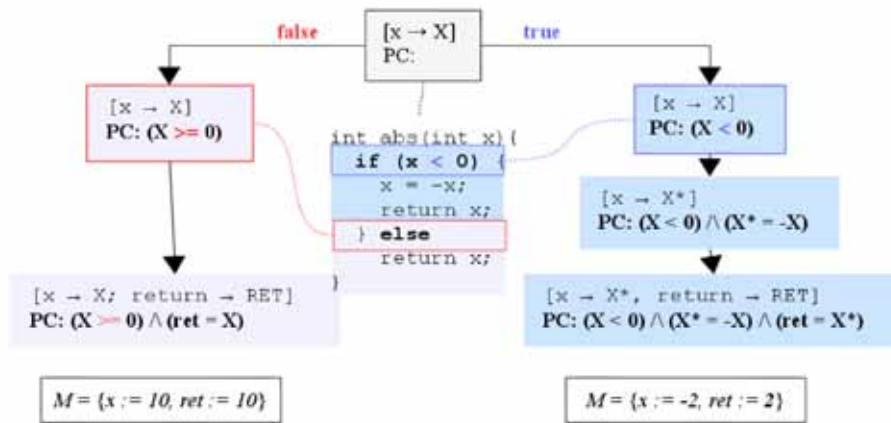 false
[x → X]
PC:
true
[x → X]
PC: (X >= 0)
int abs(int x){
if (x < 0) {
x = -x;
return x;
} else
return x;
}
[x → X]
PC: (X < 0)
[x → X*]
PC: (X < 0) /\ (X* = -X)
[x → X; return → RET]
PC: (X >= 0) /\ (ret = X)
[x → X*, return → RET]
PC: (X < 0) /\ (X* = -X) /\ (ret = X*)
M = {x := 10, ret := 10}
M = {x := -2, ret := 2}